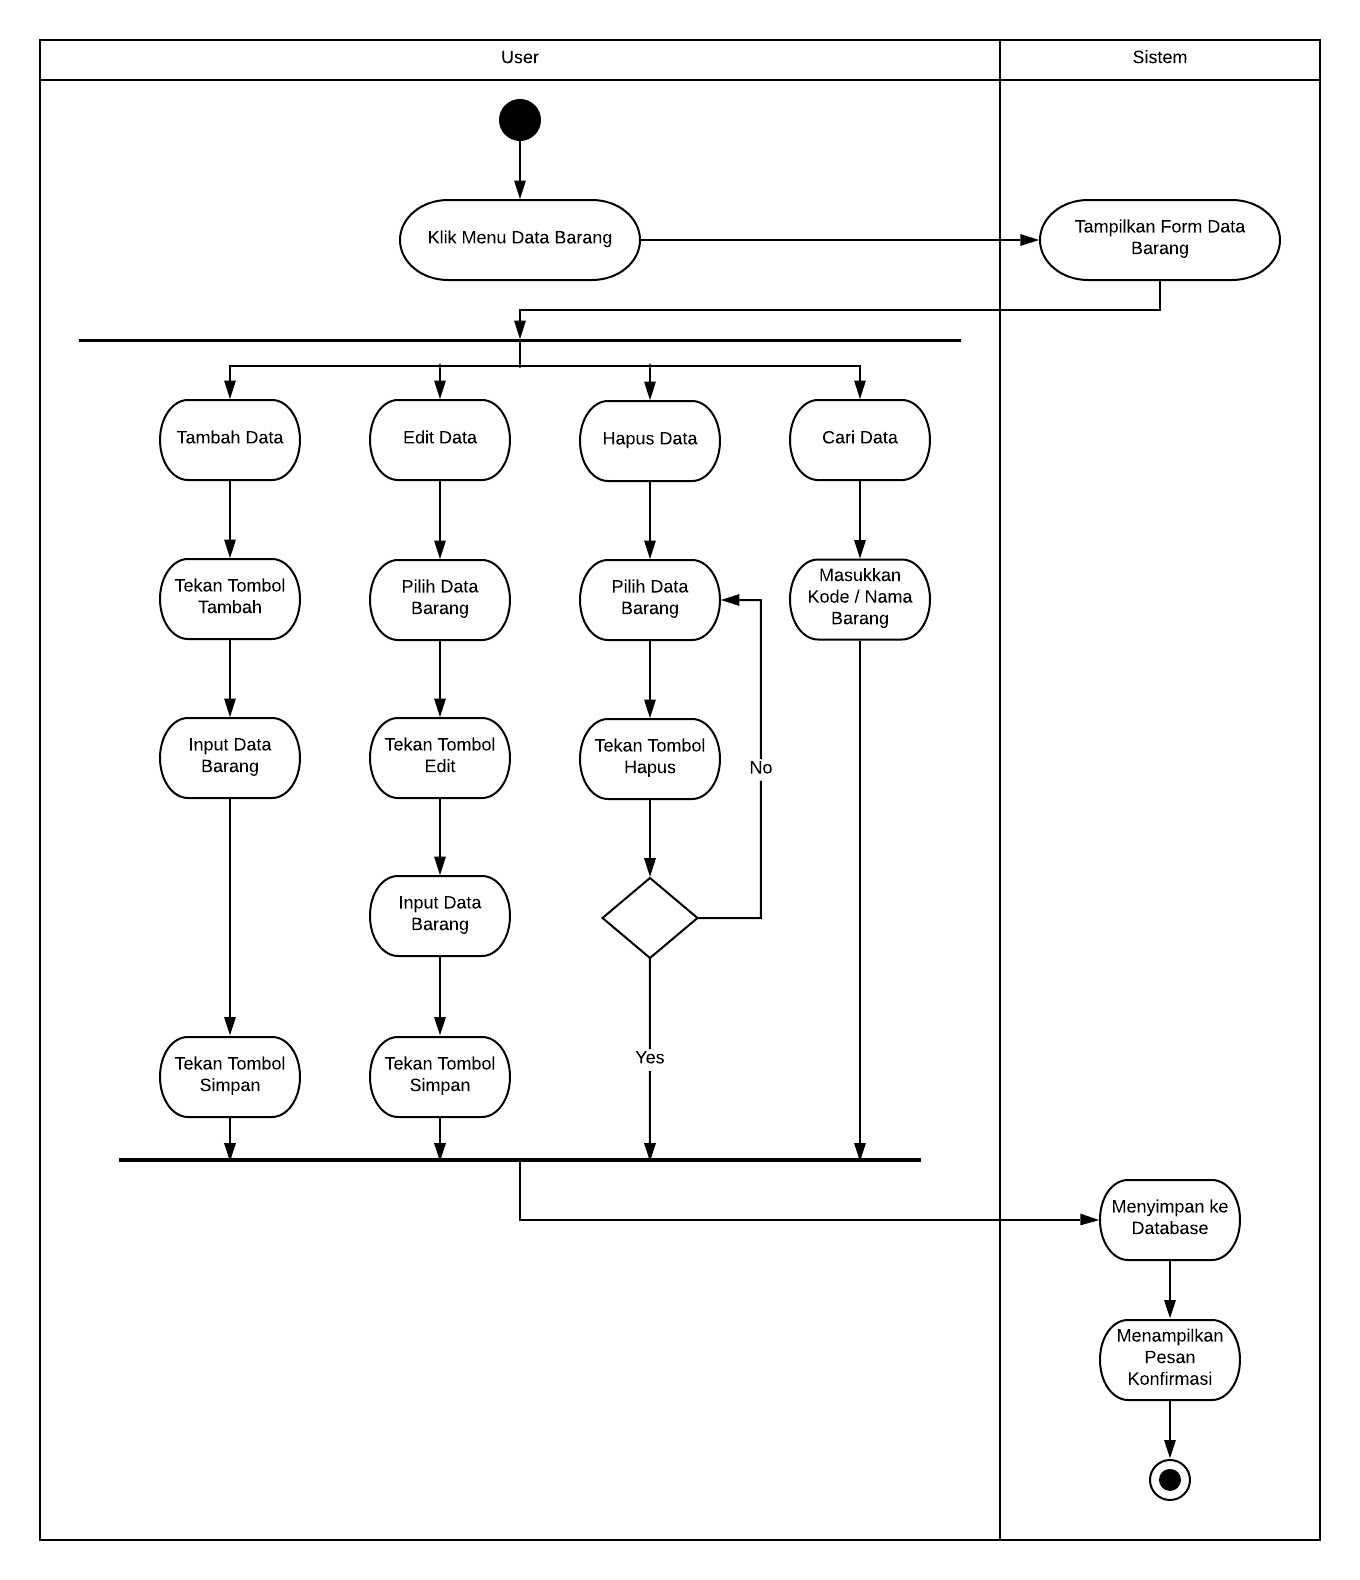 User
Sistem
Klik Menu Data Barang
Tampilkan Form Data
Barang
Tambah Data
Edit Data
Hapus Data
Cari Data
Tekan Tombol
Tambah
Pilih Data
Barang
Pilih Data
Barang
Masukkan
Kode / Nama
Barang
Input Data
Barang
Tekan Tombol
Edit
Tekan Tombol
Hapus
No
Input Data
Barang
Tekan Tombol
Simpan
Tekan Tombol
Simpan
Yes
Menyimpan ke
Database
Menampilkan
Pesan
Konfirmasi